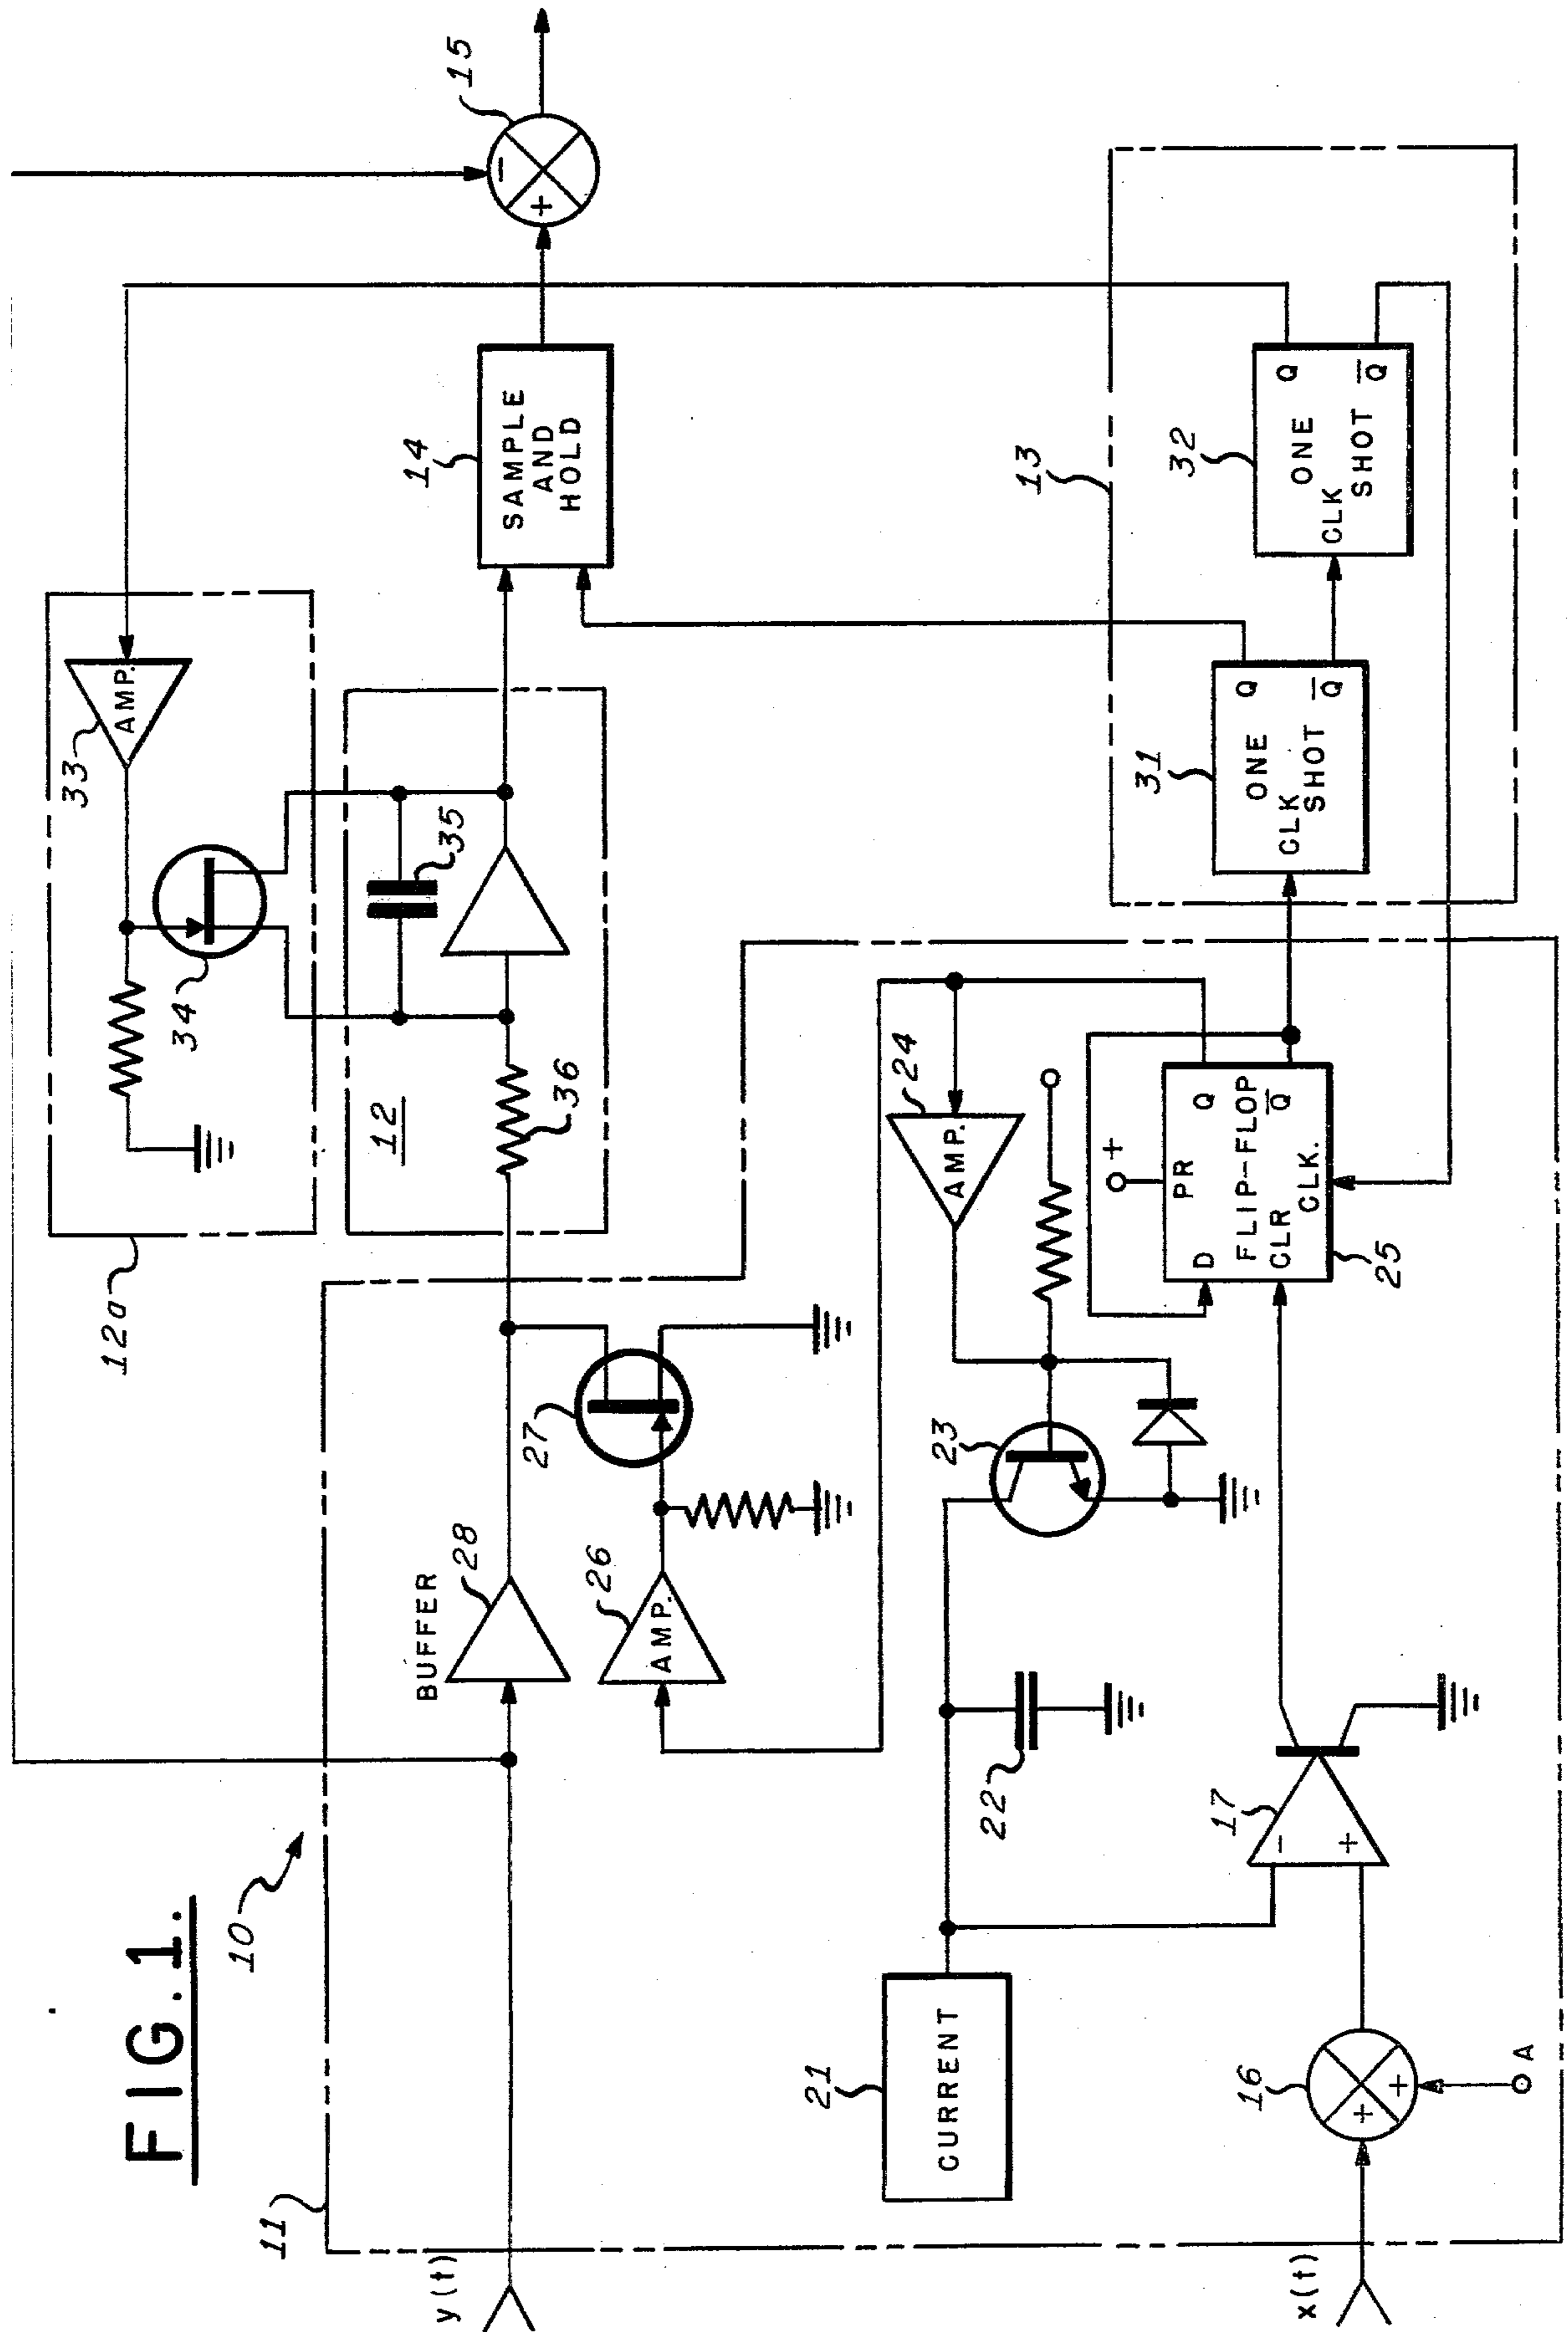 FIG. 1.
10
11
y(t)
BUFFER
28
26
AMP.
27
12a
12
36
34
33
AMP.
35
14
SAMPLE
AND
HOLD
15
+
−
21
CURRENT
22
23
24
AMP.
+
PR
D
Q
FLIP-FLOP
CLR
Q̅
CLK.
25
17
−
+
16
+
+
A
x(t)
13
31
ONE
CLK
SHOT
Q
Q̅
32
ONE
CLK
SHOT
Q
Q̅